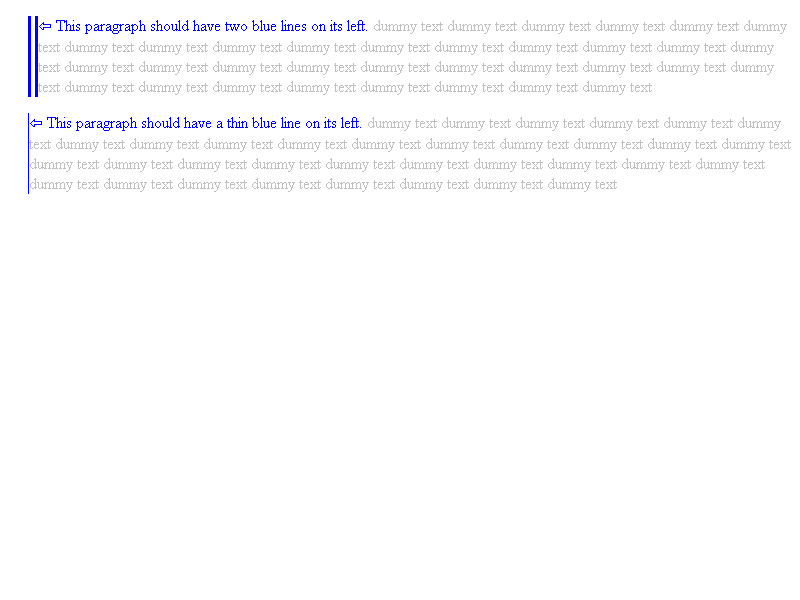 ⇦ This paragraph should have two blue lines on its left. dummy text dummy text dummy text dummy text dummy text dummy
text dummy text dummy text dummy text dummy text dummy text dummy text dummy text dummy text dummy text dummy
text dummy text dummy text dummy text dummy text dummy text dummy text dummy text dummy text dummy text dummy
text dummy text dummy text dummy text dummy text dummy text dummy text dummy text dummy text
⇦ This paragraph should have a thin blue line on its left. dummy text dummy text dummy text dummy text dummy text dummy
text dummy text dummy text dummy text dummy text dummy text dummy text dummy text dummy text dummy text dummy text
dummy text dummy text dummy text dummy text dummy text dummy text dummy text dummy text dummy text dummy text
dummy text dummy text dummy text dummy text dummy text dummy text dummy text dummy text